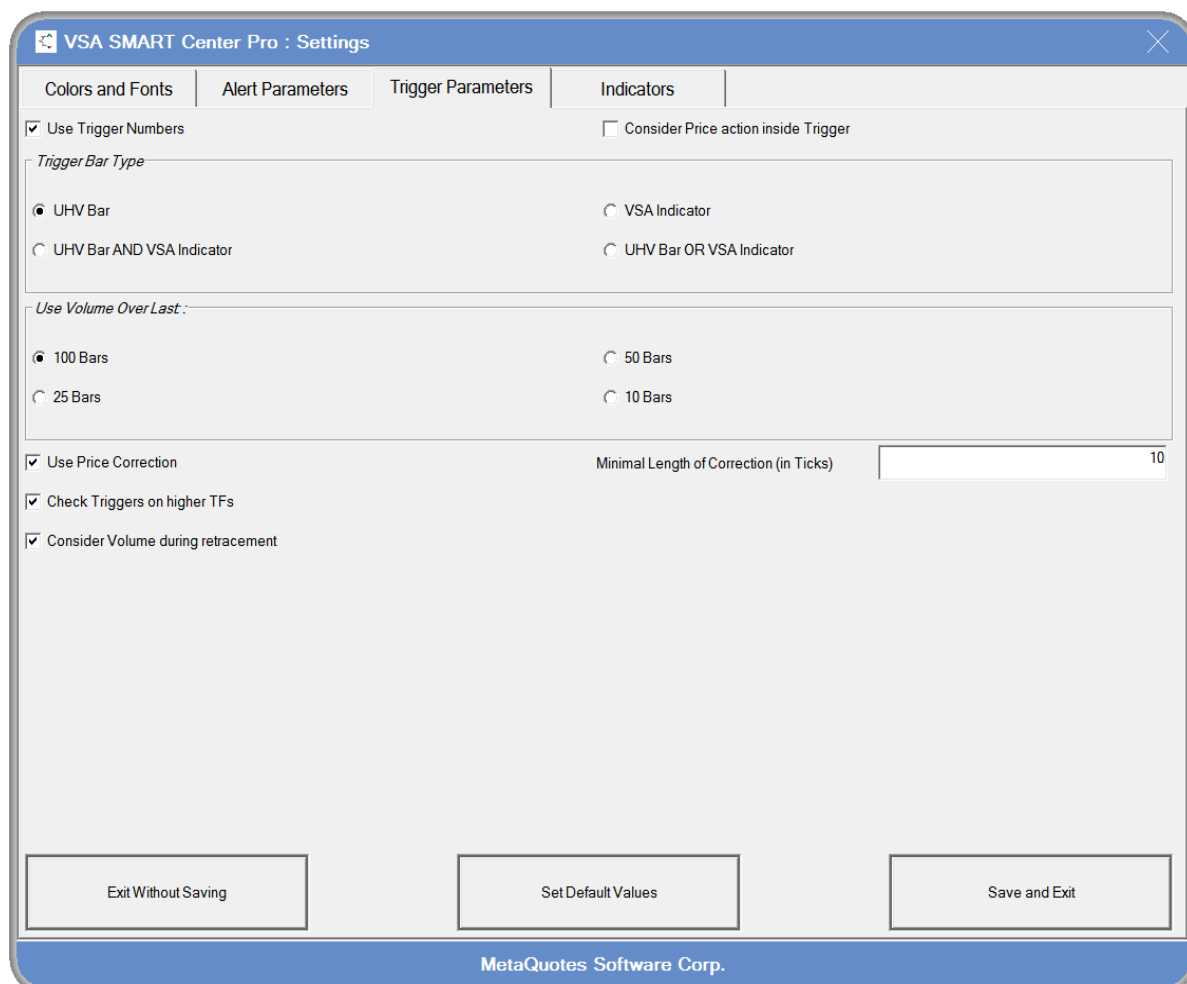 VSA SMART Center Pro : Settings
Colors and Fonts Alert Parameters Trigger Parameters Indicators
Use Trigger Numbers Consider Price action inside Trigger
Trigger Bar Type
UHV Bar VSA Indicator
UHV Bar AND VSA Indicator UHV Bar OR VSA Indicator
Use Volume Over Last :
100 Bars 50 Bars
25 Bars 10 Bars
Use Price Correction Minimal Length of Correction (in Ticks) 10
Check Triggers on higher TFs
Consider Volume during retracement
Exit Without Saving Set Default Values Save and Exit
MetaQuotes Software Corp.